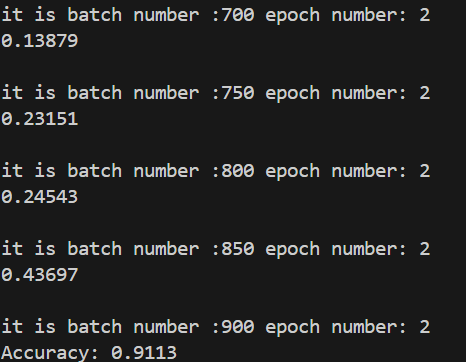 it is batch number :700 epoch number: 2
0.13879
it is batch number :750 epoch number: 2
0.23151
it is batch number :800 epoch number: 2
0.24543
it is batch number :850 epoch number: 2
0.43697
it is batch number :900 epoch number: 2
Accuracy: 0.9113